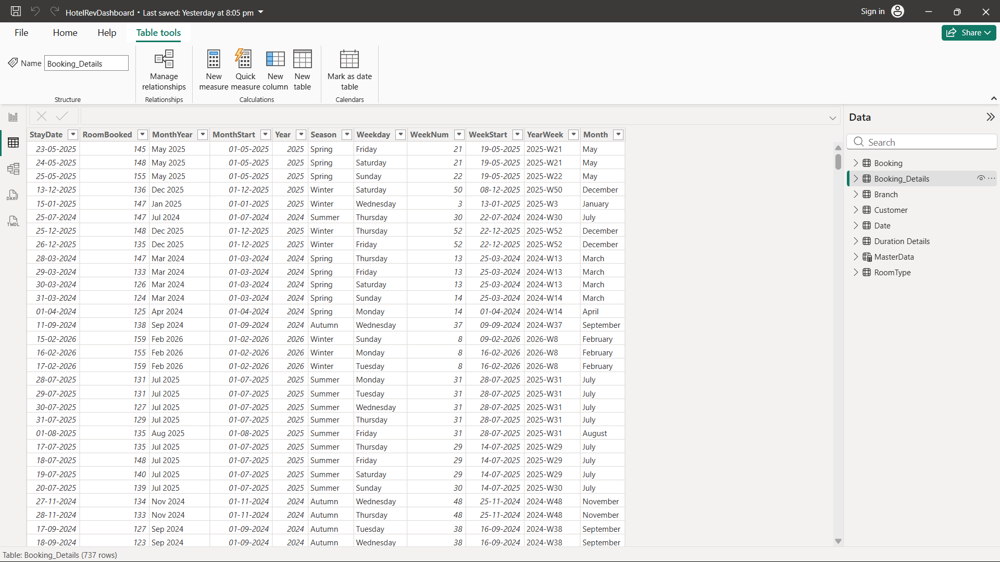 HotelRevDashboard • Last saved: Yesterday at 8:05 pm
Sign in
File Home Help Table tools
Share
Name Booking_Details
Manage relationships
New measure
Quick measure
New column
New table
Mark as date table
Structure Relationships Calculations Calendars
StayDate RoomBooked MonthYear MonthStart Year Season Weekday WeekNum WeekStart YearWeek Month
23-05-2025 145 May 2025 01-05-2025 2025 Spring Friday 21 19-05-2025 2025-W21 May
24-05-2025 148 May 2025 01-05-2025 2025 Spring Saturday 21 19-05-2025 2025-W21 May
25-05-2025 155 May 2025 01-05-2025 2025 Spring Sunday 22 19-05-2025 2025-W22 May
13-12-2025 136 Dec 2025 01-12-2025 2025 Winter Saturday 50 08-12-2025 2025-W50 December
15-01-2025 147 Jan 2025 01-01-2025 2025 Winter Wednesday 3 13-01-2025 2025-W3 January
25-07-2024 147 Jul 2024 01-07-2024 2024 Summer Thursday 30 22-07-2024 2024-W30 July
25-12-2025 148 Dec 2025 01-12-2025 2025 Winter Thursday 52 22-12-2025 2025-W52 December
26-12-2025 135 Dec 2025 01-12-2025 2025 Winter Friday 52 22-12-2025 2025-W52 December
28-03-2024 147 Mar 2024 01-03-2024 2024 Spring Thursday 13 25-03-2024 2024-W13 March
29-03-2024 133 Mar 2024 01-03-2024 2024 Spring Friday 13 25-03-2024 2024-W13 March
30-03-2024 126 Mar 2024 01-03-2024 2024 Spring Saturday 13 25-03-2024 2024-W13 March
31-03-2024 124 Mar 2024 01-03-2024 2024 Spring Sunday 14 25-03-2024 2024-W14 March
01-04-2024 125 Apr 2024 01-04-2024 2024 Spring Monday 14 01-04-2024 2024-W14 April
11-09-2024 138 Sep 2024 01-09-2024 2024 Autumn Wednesday 37 09-09-2024 2024-W37 September
15-02-2026 159 Feb 2026 01-02-2026 2026 Winter Sunday 8 09-02-2026 2026-W8 February
16-02-2026 155 Feb 2026 01-02-2026 2026 Winter Monday 8 16-02-2026 2026-W8 February
17-02-2026 159 Feb 2026 01-02-2026 2026 Winter Tuesday 8 16-02-2026 2026-W8 February
28-07-2025 131 Jul 2025 01-07-2025 2025 Summer Monday 31 28-07-2025 2025-W31 July
29-07-2025 131 Jul 2025 01-07-2025 2025 Summer Tuesday 31 28-07-2025 2025-W31 July
30-07-2025 127 Jul 2025 01-07-2025 2025 Summer Wednesday 31 28-07-2025 2025-W31 July
31-07-2025 129 Jul 2025 01-07-2025 2025 Summer Thursday 31 28-07-2025 2025-W31 July
01-08-2025 135 Aug 2025 01-08-2025 2025 Summer Friday 31 28-07-2025 2025-W31 August
17-07-2025 135 Jul 2025 01-07-2025 2025 Summer Thursday 29 14-07-2025 2025-W29 July
18-07-2025 148 Jul 2025 01-07-2025 2025 Summer Friday 29 14-07-2025 2025-W29 July
19-07-2025 140 Jul 2025 01-07-2025 2025 Summer Saturday 29 14-07-2025 2025-W29 July
20-07-2025 139 Jul 2025 01-07-2025 2025 Summer Sunday 30 14-07-2025 2025-W30 July
27-11-2024 134 Nov 2024 01-11-2024 2024 Autumn Wednesday 48 25-11-2024 2024-W48 November
28-11-2024 133 Nov 2024 01-11-2024 2024 Autumn Thursday 48 25-11-2024 2024-W48 November
17-09-2024 127 Sep 2024 01-09-2024 2024 Autumn Tuesday 38 16-09-2024 2024-W38 September
18-09-2024 123 Sep 2024 01-09-2024 2024 Autumn Wednesday 38 16-09-2024 2024-W38 September
DAX
TMDL
Data
Search
Booking
Booking_Details
Branch
Customer
Date
Duration Details
MasterData
RoomType
Table: Booking_Details (737 rows)